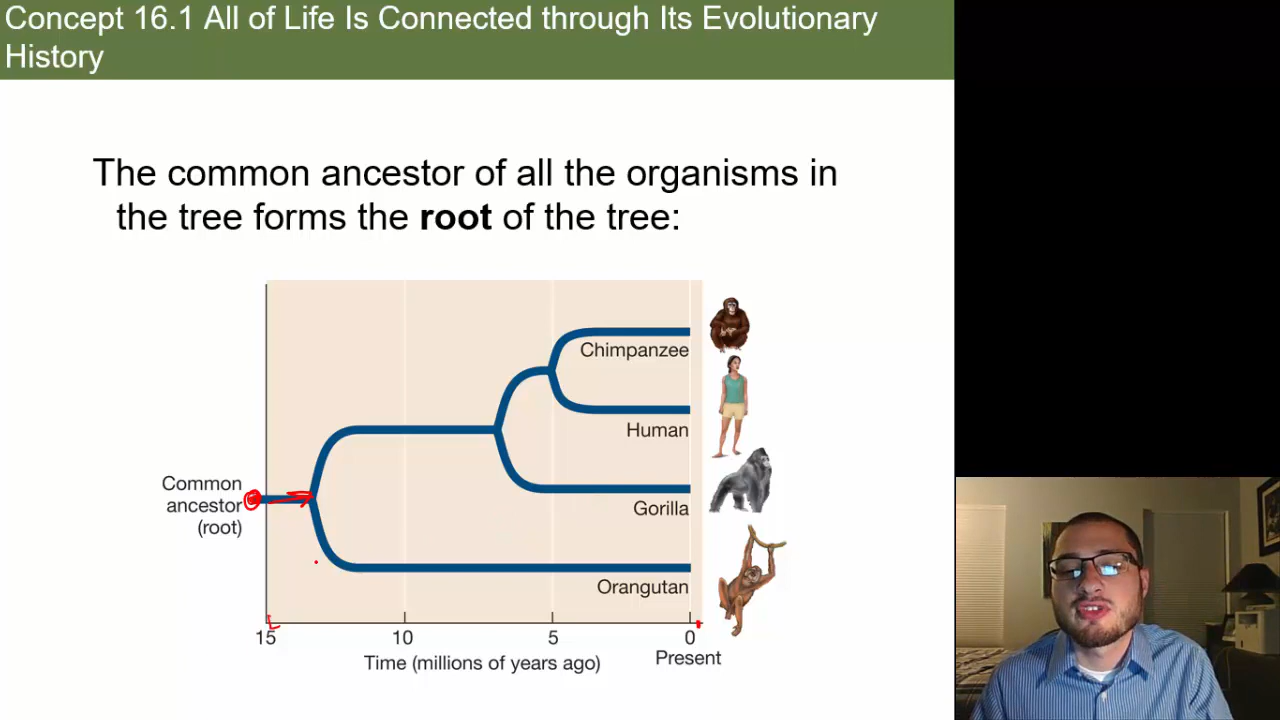 Concept 16.1 All of Life Is Connected through Its Evolutionary
History
The common ancestor of all the organisms in
the tree forms the root of the tree:
Chimpanzee
Human
Common
ancestor
(root)
Gorilla
Orangutan
15 10 5 0
Time (millions of years ago)
Present